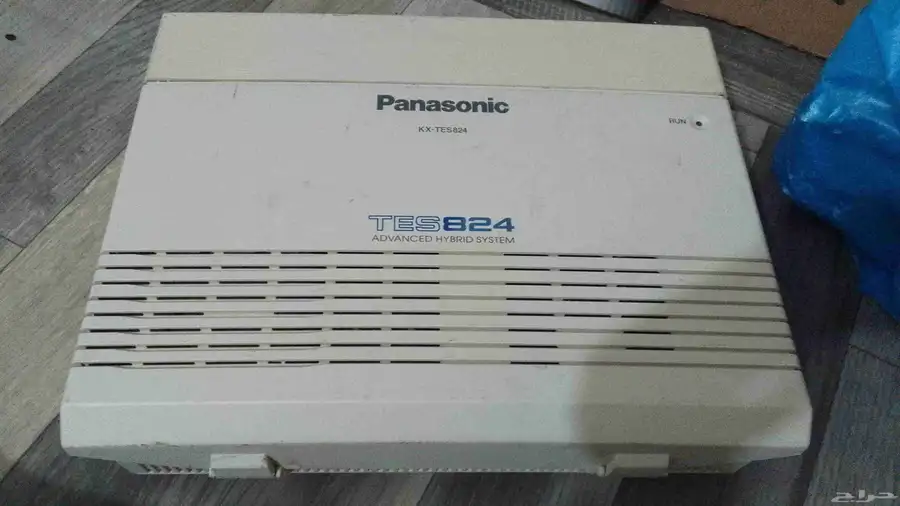 Panasonic
KX-TES824
RUN
TES824
ADVANCED HYBRID SYSTEM
حراج